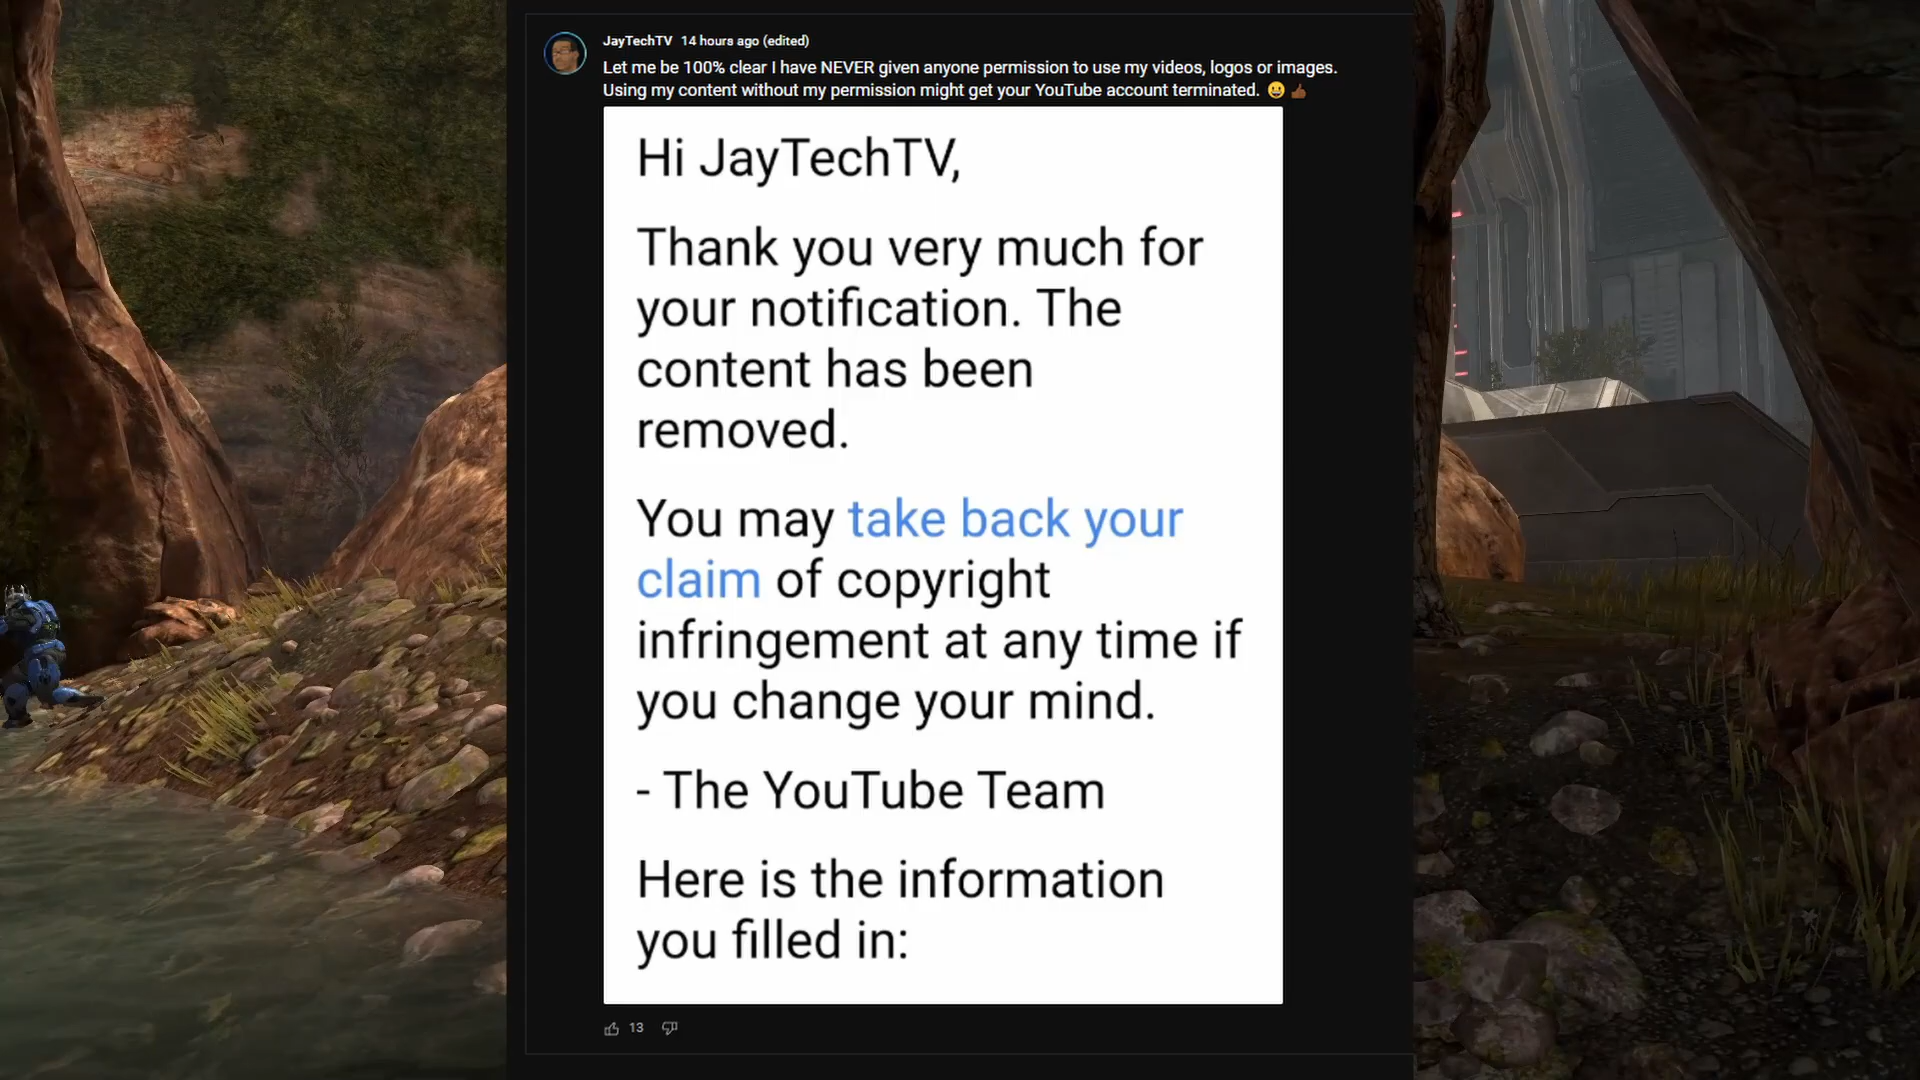 JayTechTV 14 hours ago (edited)
Let me be 100% clear I have NEVER given anyone permission to use my videos, logos or images.
Using my content without my permission might get your YouTube account terminated. 😀 👍🏾
Hi JayTechTV,
Thank you very much for
your notification. The
content has been
removed.
You may take back your
claim of copyright
infringement at any time if
you change your mind.
- The YouTube Team
Here is the information
you filled in:
13